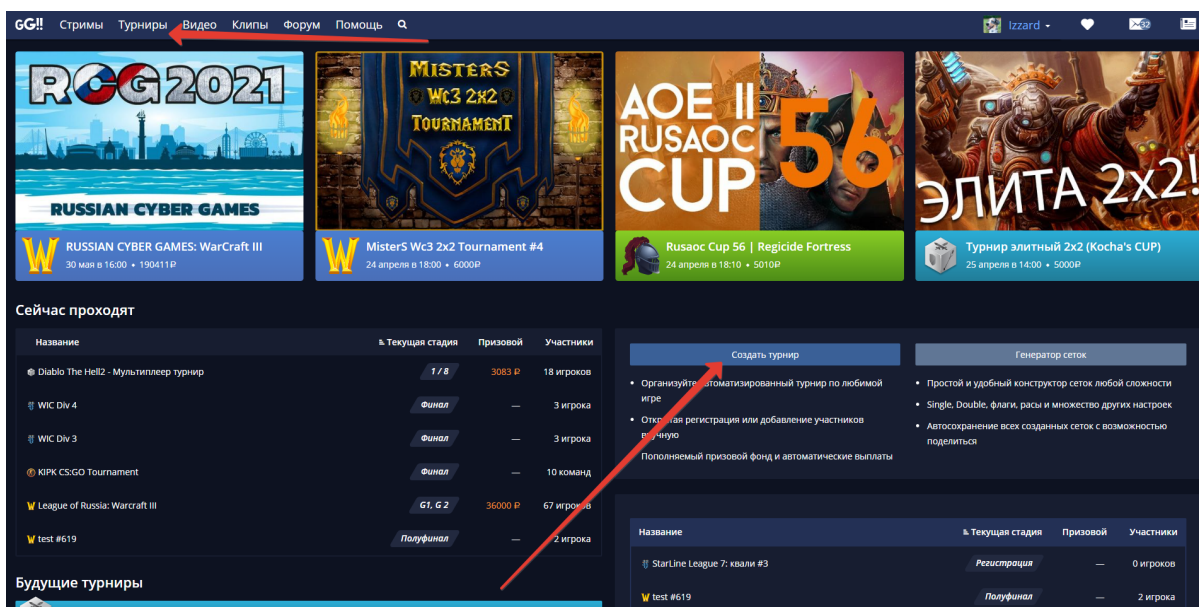 GG!! Стримы Турниры Видео Клипы Форум Помощь Izzard 32
RCG 2021
RUSSIAN CYBER GAMES
RUSSIAN CYBER GAMES: WarCraft III
30 мая в 16:00 • 190411₽
MISTERS
Wc3 2x2
TOURNAMENT
MisterS Wc3 2x2 Tournament #4
24 апреля в 18:00 • 6000₽
AOE II
RUSAOC
CUP
56
Rusaoc Cup 56 | Regicide Fortress
24 апреля в 18:10 • 5010₽
ЭЛИТА 2x2!
Турнир элитный 2x2 (Kocha's CUP)
25 апреля в 14:00 • 5000₽
Сейчас проходят
Название Текущая стадия Призовой Участники
Diablo The Hell2 - Мультиплеер турнир 1 / 8 3083 ₽ 18 игроков
WIC Div 4 Финал — 3 игрока
WIC Div 3 Финал — 3 игрока
KIPK CS:GO Tournament Финал — 10 команд
League of Russia: Warcraft III G1, G 2 36000 ₽ 67 игроков
test #619 Полуфинал — 2 игрока
Будущие турниры
Создать турнир
• Организуйте автоматизированный турнир по любимой
игре
• Открытая регистрация или добавление участников
вручную
Пополняемый призовой фонд и автоматические выплаты
Генератор сеток
• Простой и удобный конструктор сеток любой сложности
• Single, Double, флаги, расы и множество других настроек
• Автосохранение всех созданных сеток с возможностью
поделиться
Название Текущая стадия Призовой Участники
StarLine League 7: квали #3 Регистрация — 0 игроков
test #619 Полуфинал — 2 игрока